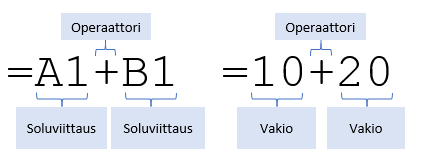 Operaattori Operaattori
=A1+B1 =10+20
Soluviittaus Soluviittaus Vakio Vakio